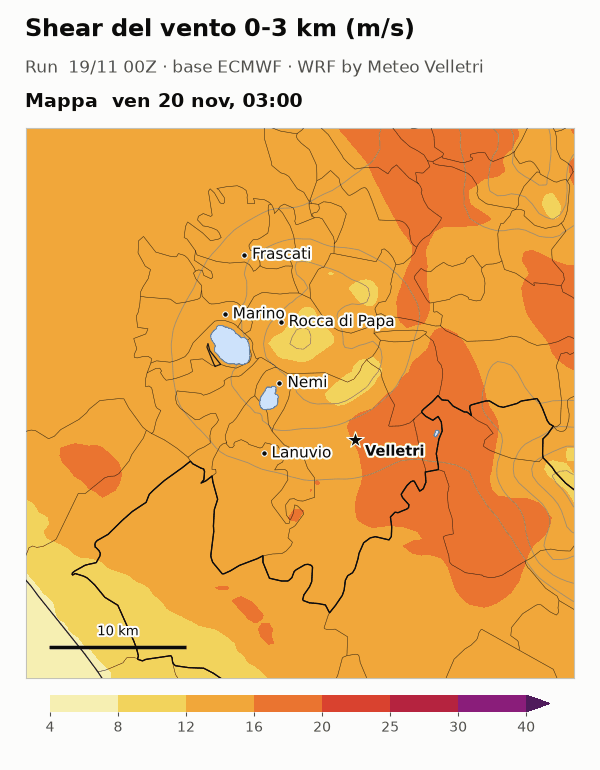 Shear del vento 0-3 km (m/s)
Run  19/11 00Z · base ECMWF · WRF by Meteo Velletri
Mappa  ven 20 nov, 03:00
Frascati
Marino
Rocca di Papa
Nemi
Velletri
Lanuvio
10 km
4 8 12 16 20 25 30 40